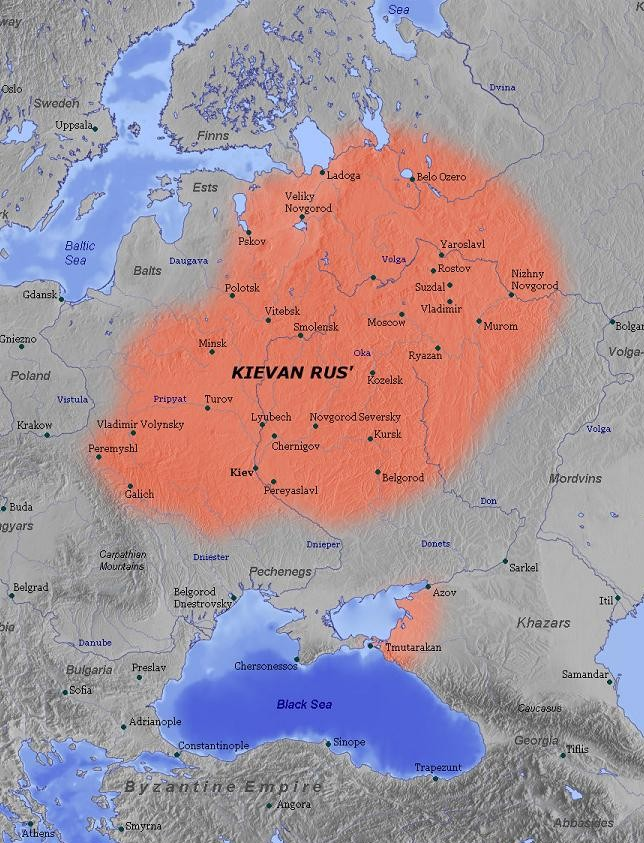 Sea
way
K
Dvina
Oslo
Sweden
Uppsala
Finns
Ladoga
Belo Ozero
Ests
Veliky
Novgorod
rk
Pskov
Baltic
Sea
Yaroslavl
Daugava
Volga
Rostov
Balts
Nizhny
Novgorod
Suzdal
Polotsk
Gdansk
Vladimir
Vitebsk
Moscow
Murom
Bolgar
Smolensk
Gniezno
Minsk
Oka
Ryazan
Volga-
KIEVAN RUS'
Poland
Kozelsk
Vistula
Pripyat
Turov
Lyubech
Novgorod Seversky
Krakow
Vladimir Volynsky
Volga
Kursk
Chernigov
Peremyshl
Kiev
Belgorod
Mordvins
Galich
Pereyaslavl
Don
Buda
gyars
Dnieper
Donets
Carpathian
Mountains
Dniester
Sarkel
Pechenegs
Belgrad
Belgorod
Dnestrovsky
Azov
Itil
Khazars
bia
Danube
Tmutarakan
Chersonessos
Bulgaria
Preslav
Samandar
Sofia
Black Sea
Caucasus
Adrianople
Georgia
Constantinople
Sinope
Tiflis
Trapezunt
Byzantine Empire
Angora
Smyrna
Abbasides
Athens